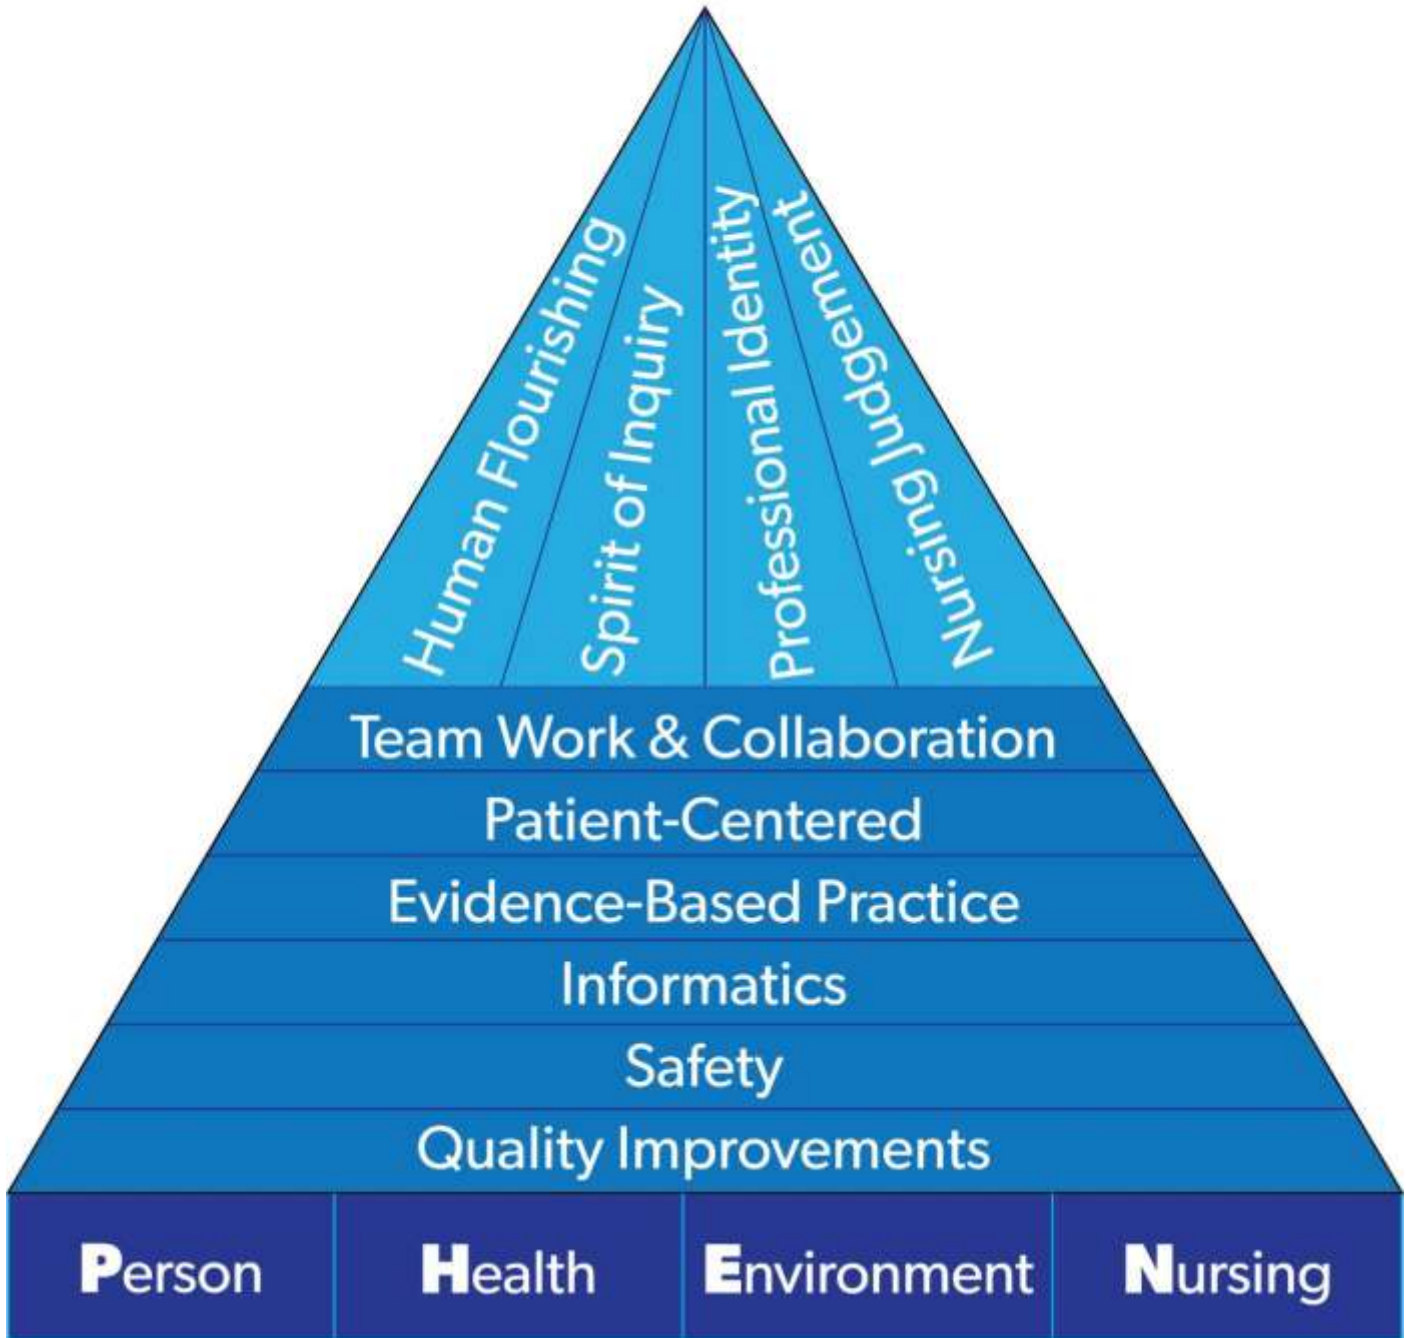 Human Flourishing
Spirit of Inquiry
Professional Identity
Nursing Judgement
Team Work & Collaboration
Patient-Centered
Evidence-Based Practice
Informatics
Safety
Quality Improvements
Person
Health
Environment
Nursing